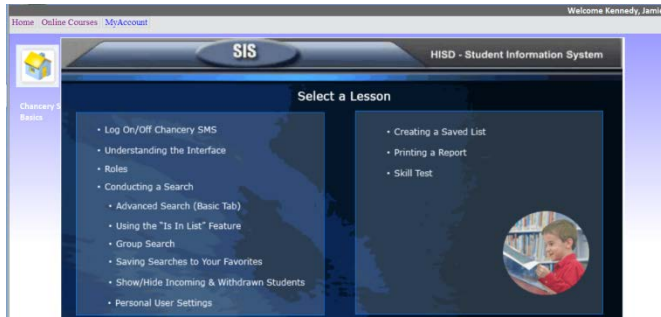 Welcome Kennedy, Jamie
Home Online Courses MyAccount
SIS
HISD - Student Information System
Chancery S
Basics
Select a Lesson
• Log On/Off Chancery SMS
• Understanding the Interface
• Roles
• Conducting a Search
• Advanced Search (Basic Tab)
• Using the "Is In List" Feature
• Group Search
• Saving Searches to Your Favorites
• Show/Hide Incoming & Withdrawn Students
• Personal User Settings
• Creating a Saved List
• Printing a Report
• Skill Test